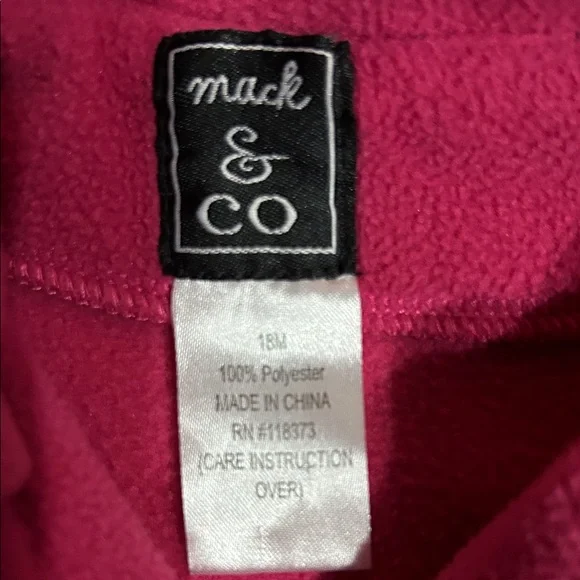 mack
&
CO
18M
100% Polyester
MADE IN CHINA
RN #118373
(CARE INSTRUCTION
OVER)